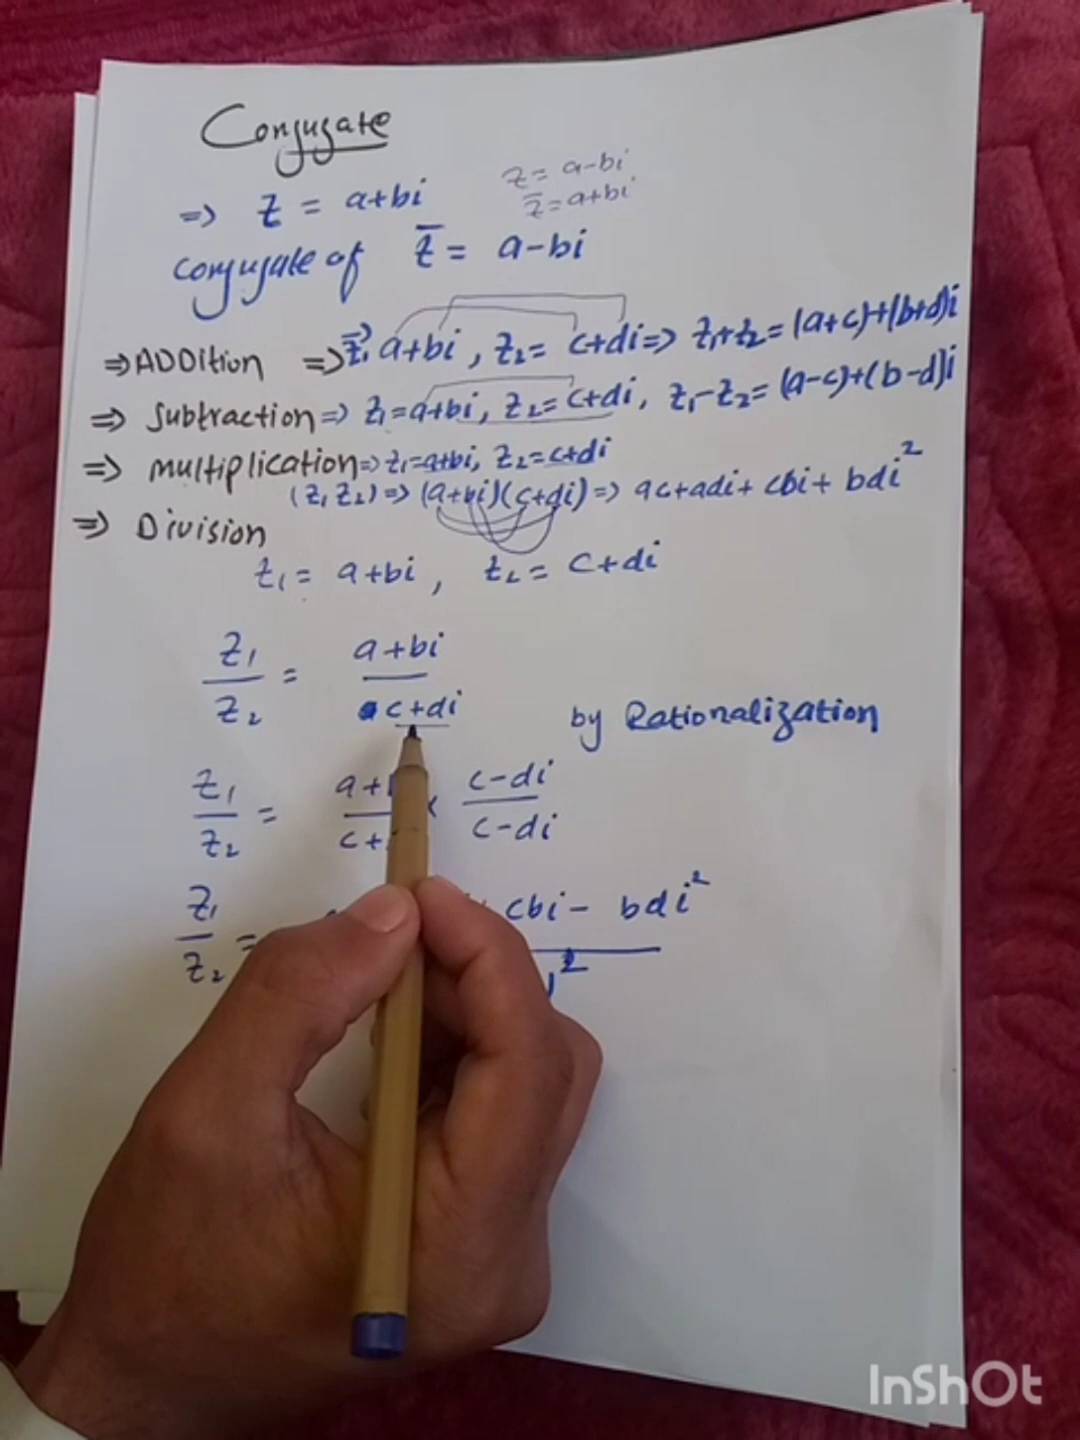 Conjugate
⇒ z = a+bi
z = a-bi
z̄ = a+bi
conjugate of z̄ = a-bi
⇒ ADDition ⇒ z₁ a+bi, z₂ = c+di ⇒ z₁+z₂ = (a+c)+(b+d)i
⇒ Subtraction ⇒ z₁=a+bi, z₂=c+di, z₁-z₂=(a-c)+(b-d)i
⇒ multiplication ⇒ z₁=a+bi, z₂=c+di
(z₁ z₂) ⇒ (a+bi)(c+di) ⇒ ac+adi+cbi+bdi²
⇒ Division
z₁ = a+bi, z₂ = c+di
z₁/z₂ = a+bi/c+di by Rationalization
z₁/z₂ = × c-di/c-di
z₁/z₂ = cbi - bdi²
InShOt